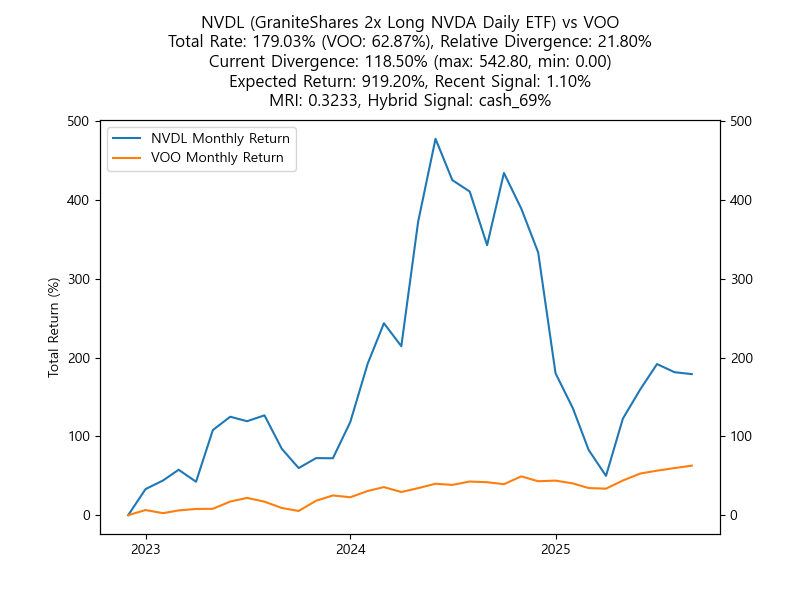 NVDL (GraniteShares 2x Long NVDA Daily ETF) vs VOO
Total Rate: 179.03% (VOO: 62.87%), Relative Divergence: 21.80%
Current Divergence: 118.50% (max: 542.80, min: 0.00)
Expected Return: 919.20%, Recent Signal: 1.10%
MRI: 0.3233, Hybrid Signal: cash_69%
500 500
NVDL Monthly Return
VOO Monthly Return
400 400
300 300
Total Return (%)
200 200
100 100
0 0
2023 2024 2025